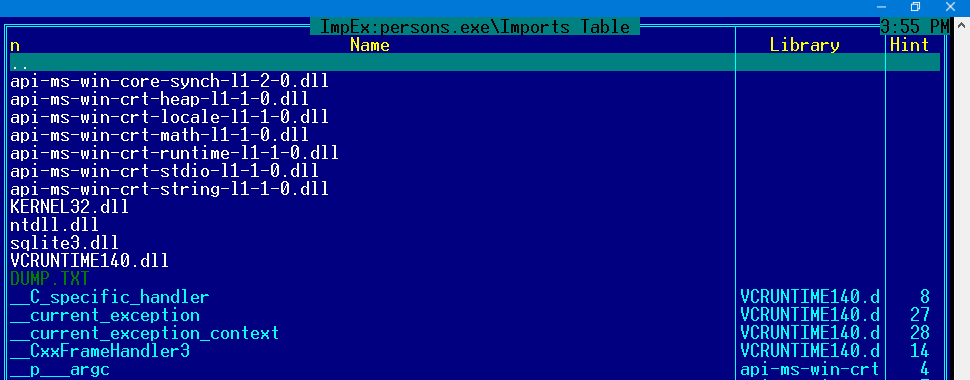 ImpEx:persons.exe\Imports Table 3:55 PM
n Name Library Hint
..
api-ms-win-core-synch-l1-2-0.dll
api-ms-win-crt-heap-l1-1-0.dll
api-ms-win-crt-locale-l1-1-0.dll
api-ms-win-crt-math-l1-1-0.dll
api-ms-win-crt-runtime-l1-1-0.dll
api-ms-win-crt-stdio-l1-1-0.dll
api-ms-win-crt-string-l1-1-0.dll
KERNEL32.dll
ntdll.dll
sqlite3.dll
VCRUNTIME140.dll
DUMP.TXT
__C_specific_handler VCRUNTIME140.d 8
__current_exception VCRUNTIME140.d 27
__current_exception_context VCRUNTIME140.d 28
__CxxFrameHandler3 VCRUNTIME140.d 14
__p___argc api-ms-win-crt 4